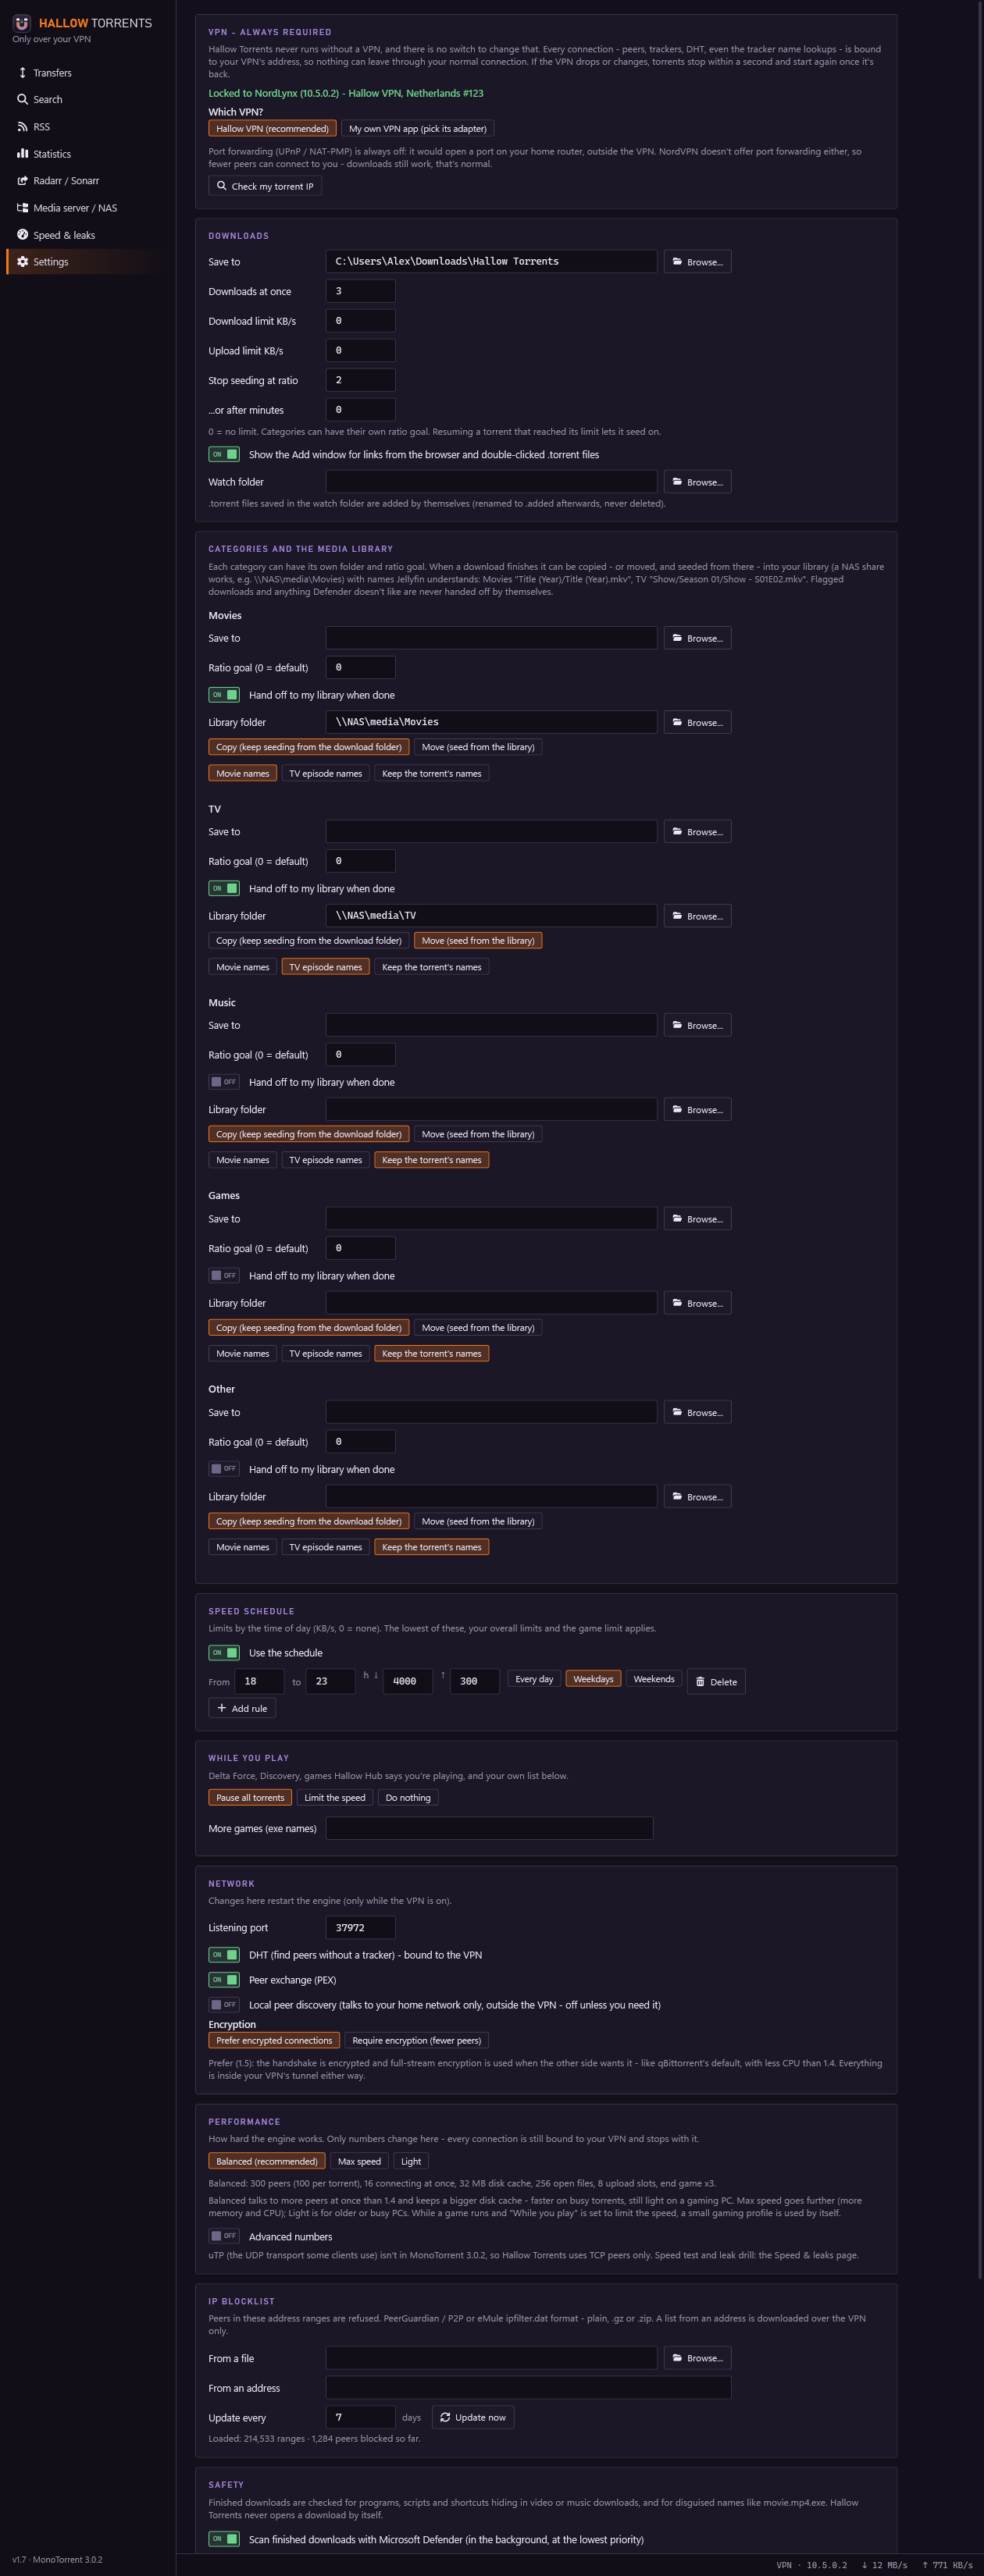 HALLOW TORRENTS
Only over your VPN
Transfers
Search
RSS
Statistics
Radarr / Sonarr
Media server / NAS
Speed & leaks
Settings
VPN - ALWAYS REQUIRED
Hallow Torrents never runs without a VPN, and there is no switch to change that. Every connection - peers, trackers, DHT, even the tracker name lookups - is bound
to your VPN's address, so nothing can leave through your normal connection. If the VPN drops or changes, torrents stop within a second and start again once it's
back.
Locked to NordLynx (10.5.0.2) - Hallow VPN, Netherlands #123
Which VPN?
Hallow VPN (recommended)
My own VPN app (pick its adapter)
Port forwarding (UPnP / NAT-PMP) is always off: it would open a port on your home router, outside the VPN. NordVPN doesn't offer port forwarding either, so
fewer peers can connect to you - downloads still work, that's normal.
Check my torrent IP
DOWNLOADS
Save to C:\Users\Alex\Downloads\Hallow Torrents Browse...
Downloads at once 3
Download limit KB/s 0
Upload limit KB/s 0
Stop seeding at ratio 2
...or after minutes 0
0 = no limit. Categories can have their own ratio goal. Resuming a torrent that reached its limit lets it seed on.
ON Show the Add window for links from the browser and double-clicked .torrent files
Watch folder Browse...
.torrent files saved in the watch folder are added by themselves (renamed to .added afterwards, never deleted).
CATEGORIES AND THE MEDIA LIBRARY
Each category can have its own folder and ratio goal. When a download finishes it can be copied - or moved, and seeded from there - into your library (a NAS share
works, e.g. \\NAS\media\Movies) with names Jellyfin understands: Movies "Title (Year)/Title (Year).mkv", TV "Show/Season 01/Show - S01E02.mkv". Flagged
downloads and anything Defender doesn't like are never handed off by themselves.
Movies
Save to Browse...
Ratio goal (0 = default) 0
ON Hand off to my library when done
Library folder \\NAS\media\Movies Browse...
Copy (keep seeding from the download folder) Move (seed from the library)
Movie names TV episode names Keep the torrent's names
TV
Save to Browse...
Ratio goal (0 = default) 0
ON Hand off to my library when done
Library folder \\NAS\media\TV Browse...
Copy (keep seeding from the download folder) Move (seed from the library)
Movie names TV episode names Keep the torrent's names
Music
Save to Browse...
Ratio goal (0 = default) 0
OFF Hand off to my library when done
Library folder Browse...
Copy (keep seeding from the download folder) Move (seed from the library)
Movie names TV episode names Keep the torrent's names
Games
Save to Browse...
Ratio goal (0 = default) 0
OFF Hand off to my library when done
Library folder Browse...
Copy (keep seeding from the download folder) Move (seed from the library)
Movie names TV episode names Keep the torrent's names
Other
Save to Browse...
Ratio goal (0 = default) 0
OFF Hand off to my library when done
Library folder Browse...
Copy (keep seeding from the download folder) Move (seed from the library)
Movie names TV episode names Keep the torrent's names
SPEED SCHEDULE
Limits by the time of day (KB/s, 0 = none). The lowest of these, your overall limits and the game limit applies.
ON Use the schedule
From 18 to 23 h ↓ 4000 ↑ 300 Every day Weekdays Weekends Delete
Add rule
WHILE YOU PLAY
Delta Force, Discovery, games Hallow Hub says you're playing, and your own list below.
Pause all torrents Limit the speed Do nothing
More games (exe names)
NETWORK
Changes here restart the engine (only while the VPN is on).
Listening port 37972
ON DHT (find peers without a tracker) - bound to the VPN
ON Peer exchange (PEX)
OFF Local peer discovery (talks to your home network only, outside the VPN - off unless you need it)
Encryption
Prefer encrypted connections Require encryption (fewer peers)
Prefer (1.5): the handshake is encrypted and full-stream encryption is used when the other side wants it - like qBittorrent's default, with less CPU than 1.4. Everything
is inside your VPN's tunnel either way.
PERFORMANCE
How hard the engine works. Only numbers change here - every connection is still bound to your VPN and stops with it.
Balanced (recommended) Max speed Light
Balanced: 300 peers (100 per torrent), 16 connecting at once, 32 MB disk cache, 256 open files, 8 upload slots, end game x3.
Balanced talks to more peers at once than 1.4 and keeps a bigger disk cache - faster on busy torrents, still light on a gaming PC. Max speed goes further (more
memory and CPU); Light is for older or busy PCs. While a game runs and "While you play" is set to limit the speed, a small gaming profile is used by itself.
OFF Advanced numbers
uTP (the UDP transport some clients use) isn't in MonoTorrent 3.0.2, so Hallow Torrents uses TCP peers only. Speed test and leak drill: the Speed & leaks page.
IP BLOCKLIST
Peers in these address ranges are refused. PeerGuardian / P2P or eMule ipfilter.dat format - plain, .gz or .zip. A list from an address is downloaded over the VPN
only.
From a file Browse...
From an address
Update every 7 days Update now
Loaded: 214,533 ranges · 1,284 peers blocked so far.
SAFETY
Finished downloads are checked for programs, scripts and shortcuts hiding in video or music downloads, and for disguised names like movie.mp4.exe. Hallow
Torrents never opens a download by itself.
ON Scan finished downloads with Microsoft Defender (in the background, at the lowest priority)
v1.7 · MonoTorrent 3.0.2
VPN · 10.5.0.2 ↓ 12 MB/s ↑ 771 KB/s